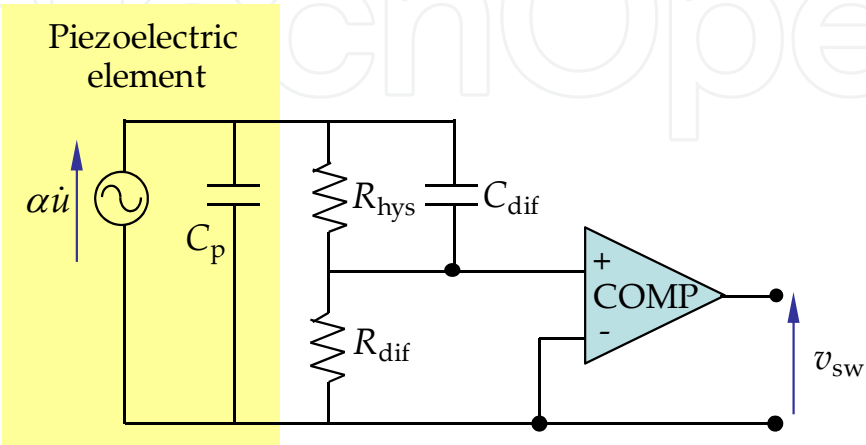 Piezoelectric
element
αu̇
Cp
Rhys
Cdif
Rdif
+
COMP
-
vsw